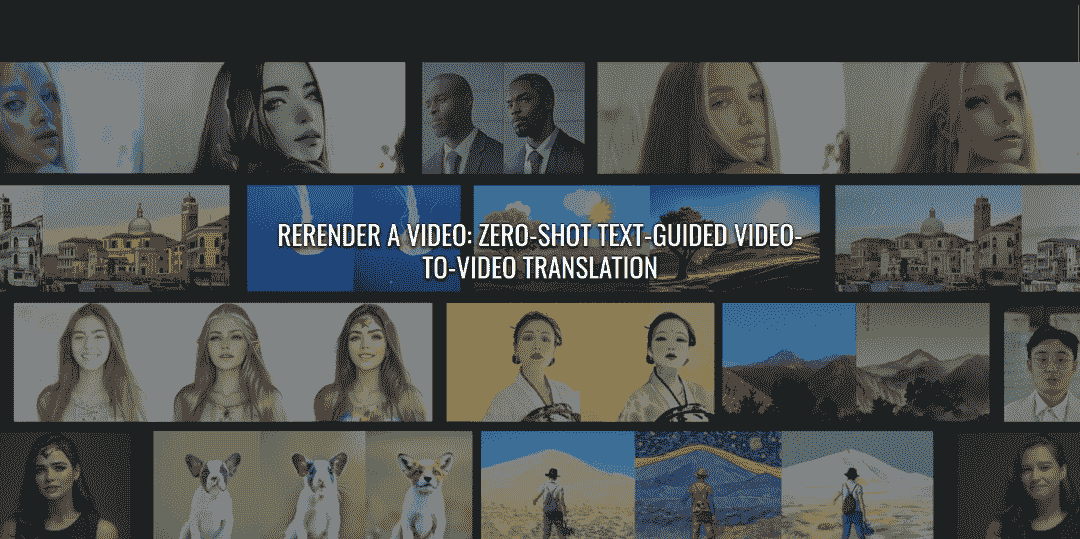 RERENDER A VIDEO: ZERO-SHOT TEXT-GUIDED VIDEO-
TO-VIDEO TRANSLATION